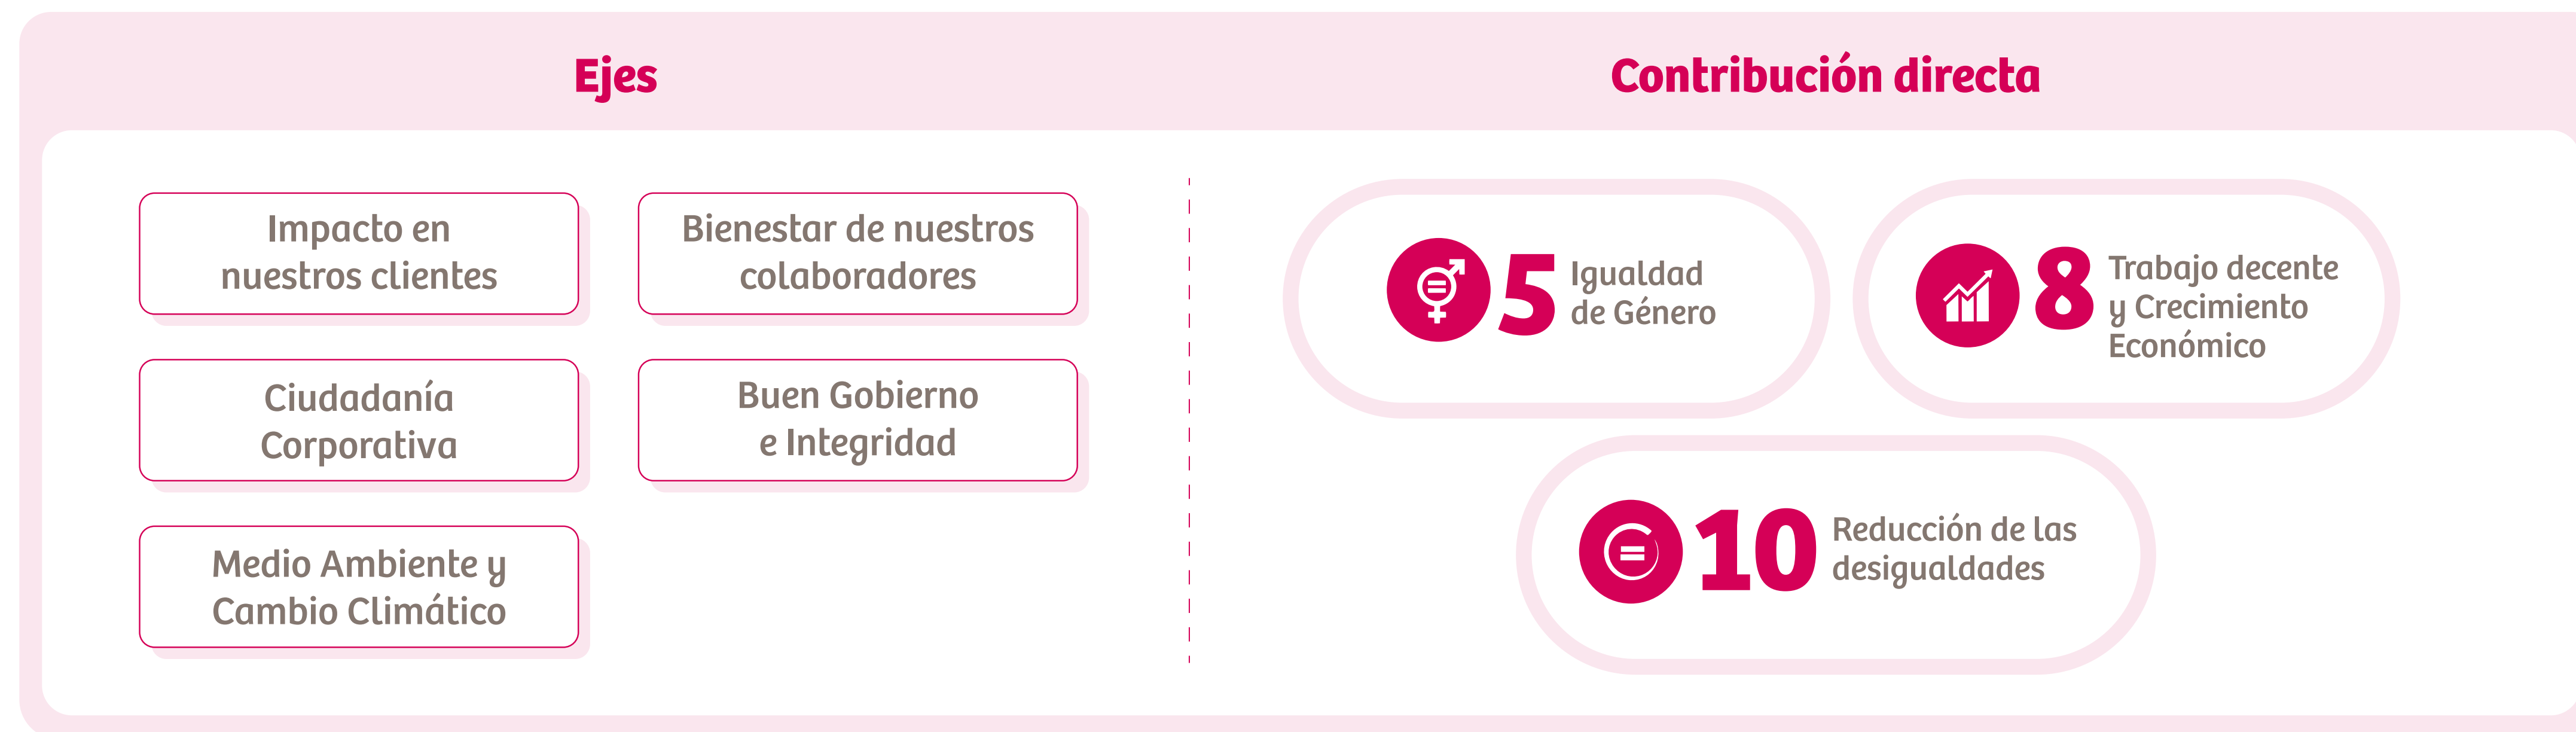 Ejes
Impacto en
nuestros clientes
Bienestar de nuestros
colaboradores
Ciudadanía
Corporativa
Buen Gobierno
e Integridad
Medio Ambiente y
Cambio Climático
Contribución directa
5
Igualdad
de Género
8
Trabajo decente
y Crecimiento
Económico
10
Reducción de las
desigualdades